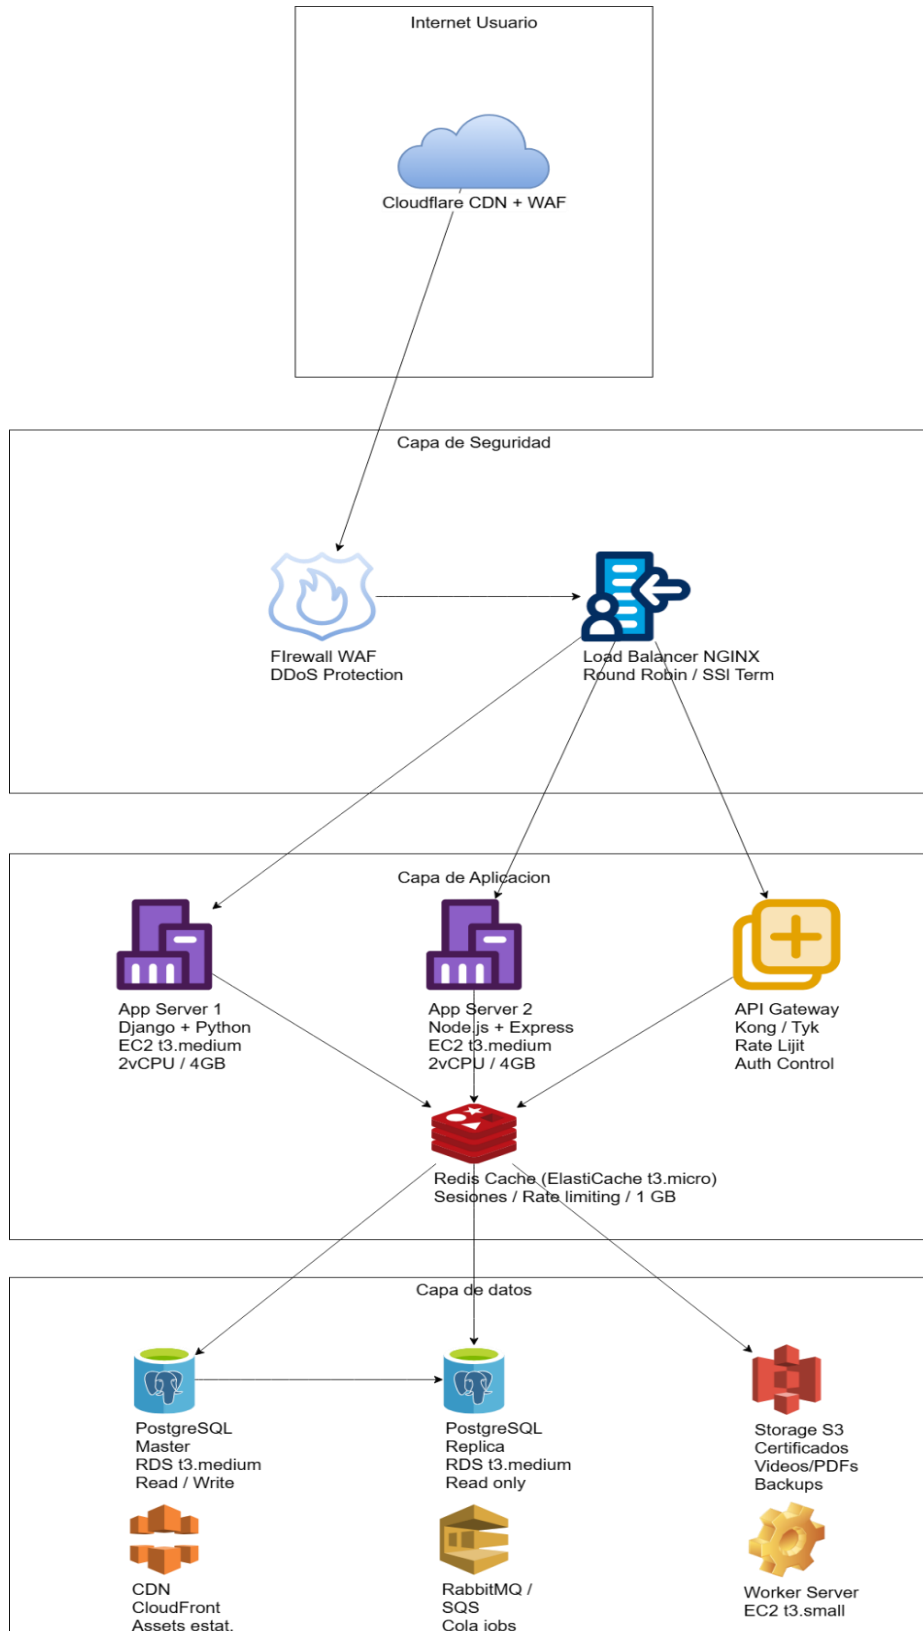 Internet Usuario
Cloudflare CDN + WAF
Capa de Seguridad
FIrewall WAF
DDoS Protection
Load Balancer NGINX
Round Robin / SSl Term
Capa de Aplicacion
App Server 1
Django + Python
EC2 t3.medium
2vCPU / 4GB
App Server 2
Node.js + Express
EC2 t3.medium
2vCPU / 4GB
API Gateway
Kong / Tyk
Rate Lijit
Auth Control
Redis Cache (ElastiCache t3.micro)
Sesiones / Rate limiting / 1 GB
Capa de datos
PostgreSQL
Master
RDS t3.medium
Read / Write
PostgreSQL
Replica
RDS t3.medium
Read only
Storage S3
Certificados
Videos/PDFs
Backups
CDN
CloudFront
Assets estat.
RabbitMQ /
SQS
Cola jobs
Worker Server
EC2 t3.small